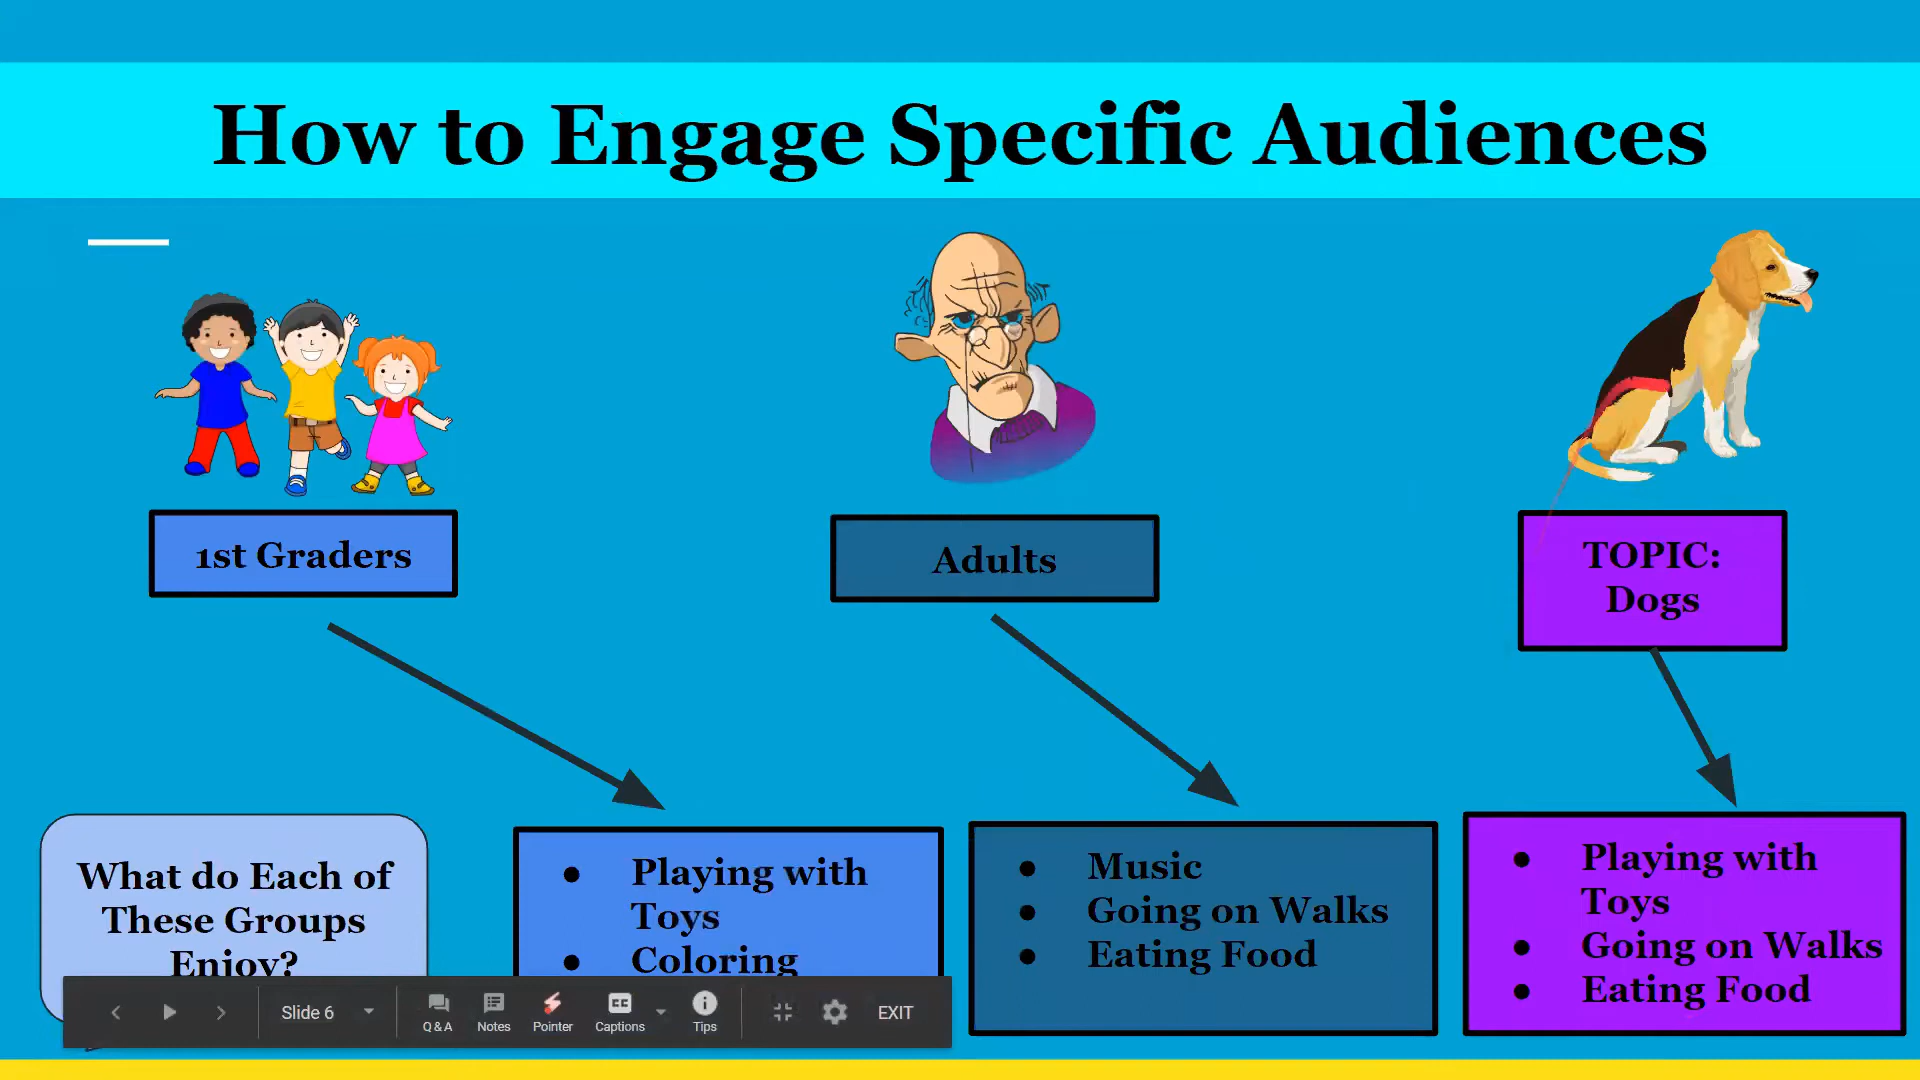 How to Engage Specific Audiences
1st Graders
Adults
TOPIC:
Dogs
What do Each of
These Groups
Enjoy?
● Playing with
Toys
● Coloring
● Music
● Going on Walks
● Eating Food
● Playing with
Toys
● Going on Walks
● Eating Food
Slide 6
Q & A
Notes
Pointer
CC
Captions
Tips
EXIT